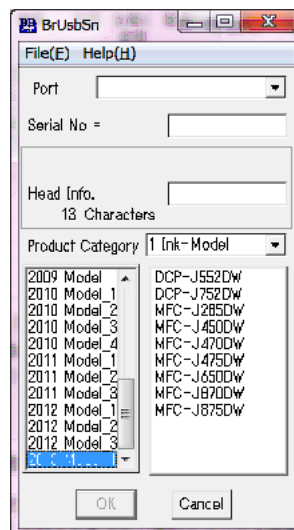 BrUsbSn
File(E) Help(H)
Port
Serial No =
Head Info.
13 Characters
Product Category 1 Ink-Model
2009 Model
2010 Model_1
2010 Model_2
2010 Model_3
2010 Model_4
2011 Model_1
2011 Model_2
2011 Model_3
2012 Model_1
2012 Model_2
2012 Model_3
DCP-J552DW
DCP-J752DW
MFC-J285DW
MFC-J450DW
MFC-J470DW
MFC-J475DW
MFC-J650DW
MFC-J870DW
MFC-J875DW
OK Cancel